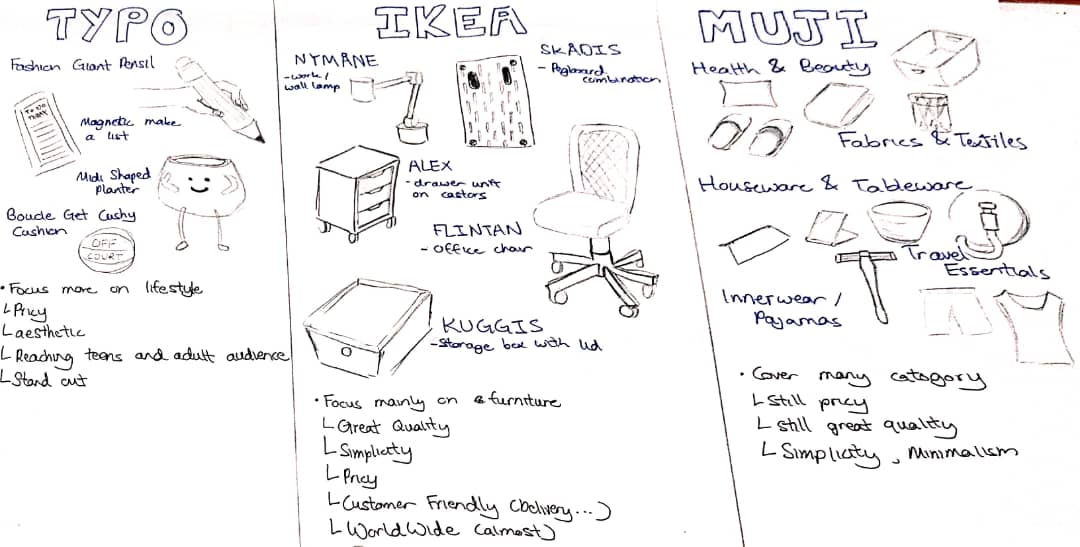 TYPO
Fashion Giant Pensil
TO DO
TODAY
Magnetic make
a list
Midi Shaped
Planter
Boucle Get Cushy
Cushion
OFF
COURT
• Focus more on lifestyle
Pricy
aesthetic
Reaching teens and adult audience
Stand out
IKEA
NYMÅNE
- work /
wall lamp
SKADIS
- Pegboard
combination
ALEX
- drawer unit
on castors
FLINTAN
- Office chair
KUGGIS
- Storage box with lid
• Focus mainly on furniture
Great Quality
Simplicity
Pricy
Customer Friendly (Delivery...)
World Wide (almost)
MUJI
Health & Beauty
Fabrics & Textiles
Houseware & Tableware
Travel
Essentials
Innerwear /
Pajamas
• Cover many catogory
Still pricy
Still great quality
Simplicity, Minimalism